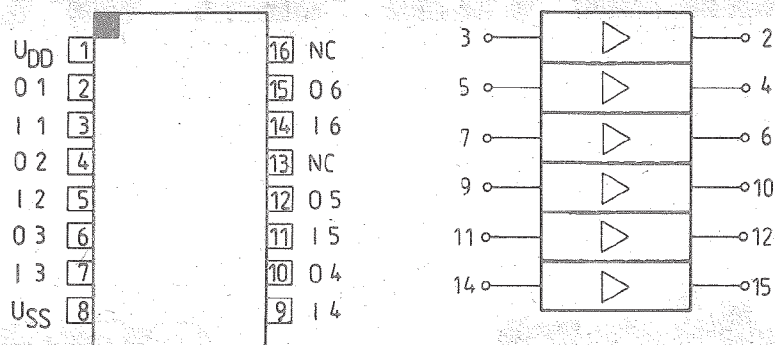 U_DD 1 16 NC
O 1 2 15 O 6
I 1 3 14 I 6
O 2 4 13 NC
I 2 5 12 O 5
O 3 6 11 I 5
I 3 7 10 O 4
U_SS 8 9 I 4
3 2
5 4
7 6
9 10
11 12
14 15